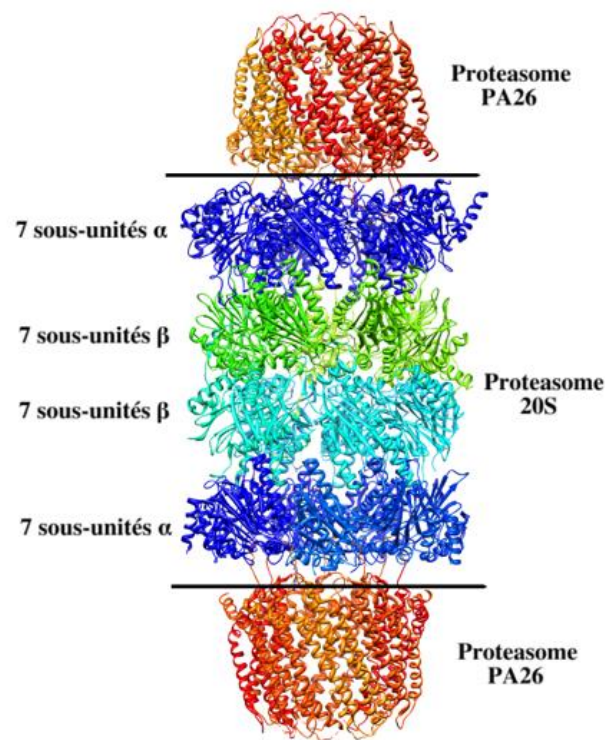 Proteasome
PA26
7 sous-unités α
7 sous-unités β
7 sous-unités β
Proteasome
20S
7 sous-unités α
Proteasome
PA26